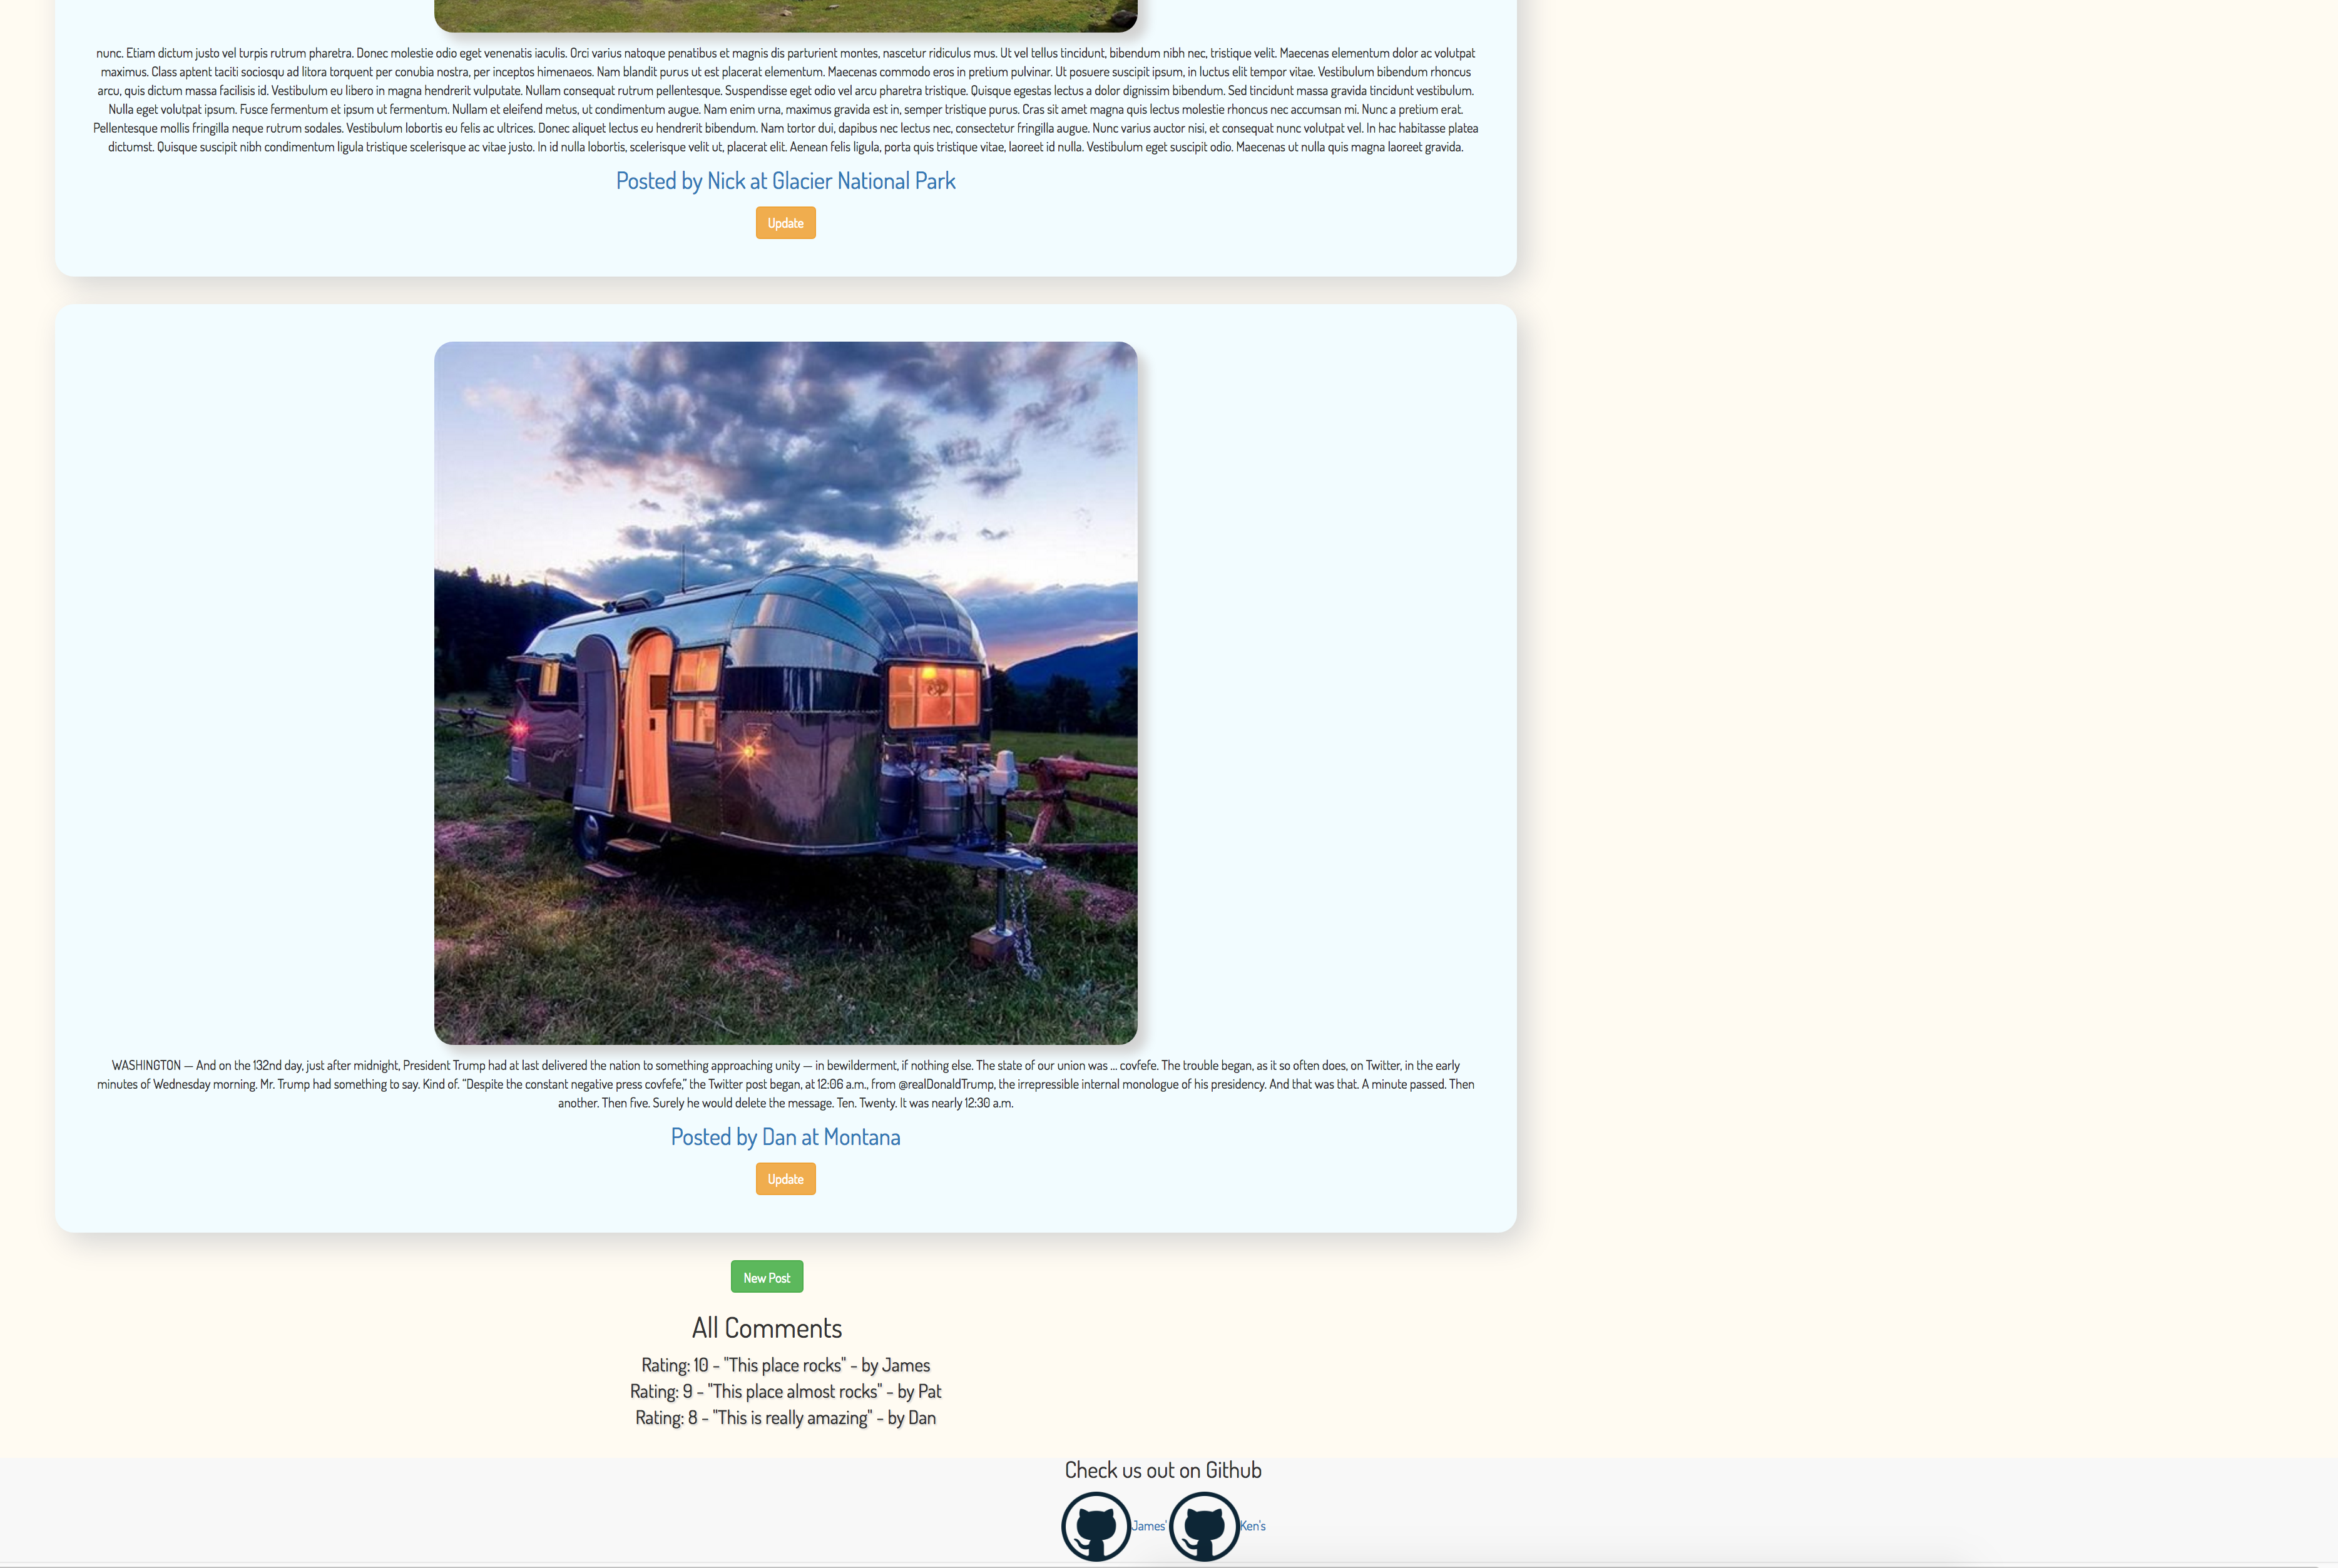 nunc. Etiam dictum justo vel turpis rutrum pharetra. Donec molestie odio eget venenatis iaculis. Orci varius natoque penatibus et magnis dis parturient montes, nascetur ridiculus mus. Ut vel tellus tincidunt, bibendum nibh nec, tristique velit. Maecenas elementum dolor ac volutpat
maximus. Class aptent taciti sociosqu ad litora torquent per conubia nostra, per inceptos himenaeos. Nam blandit purus ut est placerat elementum. Maecenas commodo eros in pretium pulvinar. Ut posuere suscipit ipsum, in luctus elit tempor vitae. Vestibulum bibendum rhoncus
arcu, quis dictum massa facilisis id. Vestibulum eu libero in magna hendrerit vulputate. Nullam consequat rutrum pellentesque. Suspendisse eget odio vel arcu pharetra tristique. Quisque egestas lectus a dolor dignissim bibendum. Sed tincidunt massa gravida tincidunt vestibulum.
Nulla eget volutpat ipsum. Fusce fermentum et ipsum ut fermentum. Nullam et eleifend metus, ut condimentum augue. Nam enim urna, maximus gravida est in, semper tristique purus. Cras sit amet magna quis lectus molestie rhoncus nec accumsan mi. Nunc a pretium erat.
Pellentesque mollis fringilla neque rutrum sodales. Vestibulum lobortis eu felis ac ultrices. Donec aliquet lectus eu hendrerit bibendum. Nam tortor dui, dapibus nec lectus nec, consectetur fringilla augue. Nunc varius auctor nisi, et consequat nunc volutpat vel. In hac habitasse platea
dictumst. Quisque suscipit nibh condimentum ligula tristique scelerisque ac vitae justo. In id nulla lobortis, scelerisque velit ut, placerat elit. Aenean felis ligula, porta quis tristique vitae, laoreet id nulla. Vestibulum eget suscipit odio. Maecenas ut nulla quis magna laoreet gravida.
Posted by Nick at Glacier National Park
Update
WASHINGTON — And on the 132nd day, just after midnight, President Trump had at last delivered the nation to something approaching unity — in bewilderment, if nothing else. The state of our union was ... covfefe. The trouble began, as it so often does, on Twitter, in the early
minutes of Wednesday morning. Mr. Trump had something to say. Kind of. “Despite the constant negative press covfefe,” the Twitter post began, at 12:06 a.m., from @realDonaldTrump, the irrepressible internal monologue of his presidency. And that was that. A minute passed. Then
another. Then five. Surely he would delete the message. Ten. Twenty. It was nearly 12:30 a.m.
Posted by Dan at Montana
Update
New Post
All Comments
Rating: 10 - "This place rocks" - by James
Rating: 9 - "This place almost rocks" - by Pat
Rating: 8 - "This is really amazing" - by Dan
Check us out on Github
James' Ken's